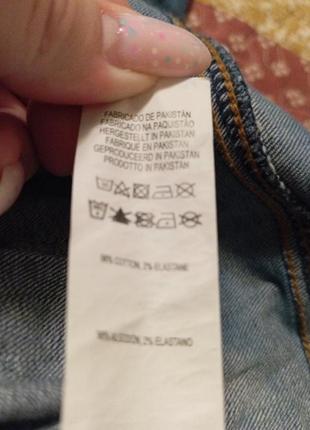 FABRICADO DE PAKISTÁN
FABRICADO NA PAQUISTÃO
HERGESTELLT IN PAKISTAN
FABRIQUE EN PAKISTAN
GEPRODUCEERD IN PAKISTAN
PRODOTTO IN PAKISTAN
98% COTTON, 2% ELASTANE
98% ALGODON, 2% ELASTANO